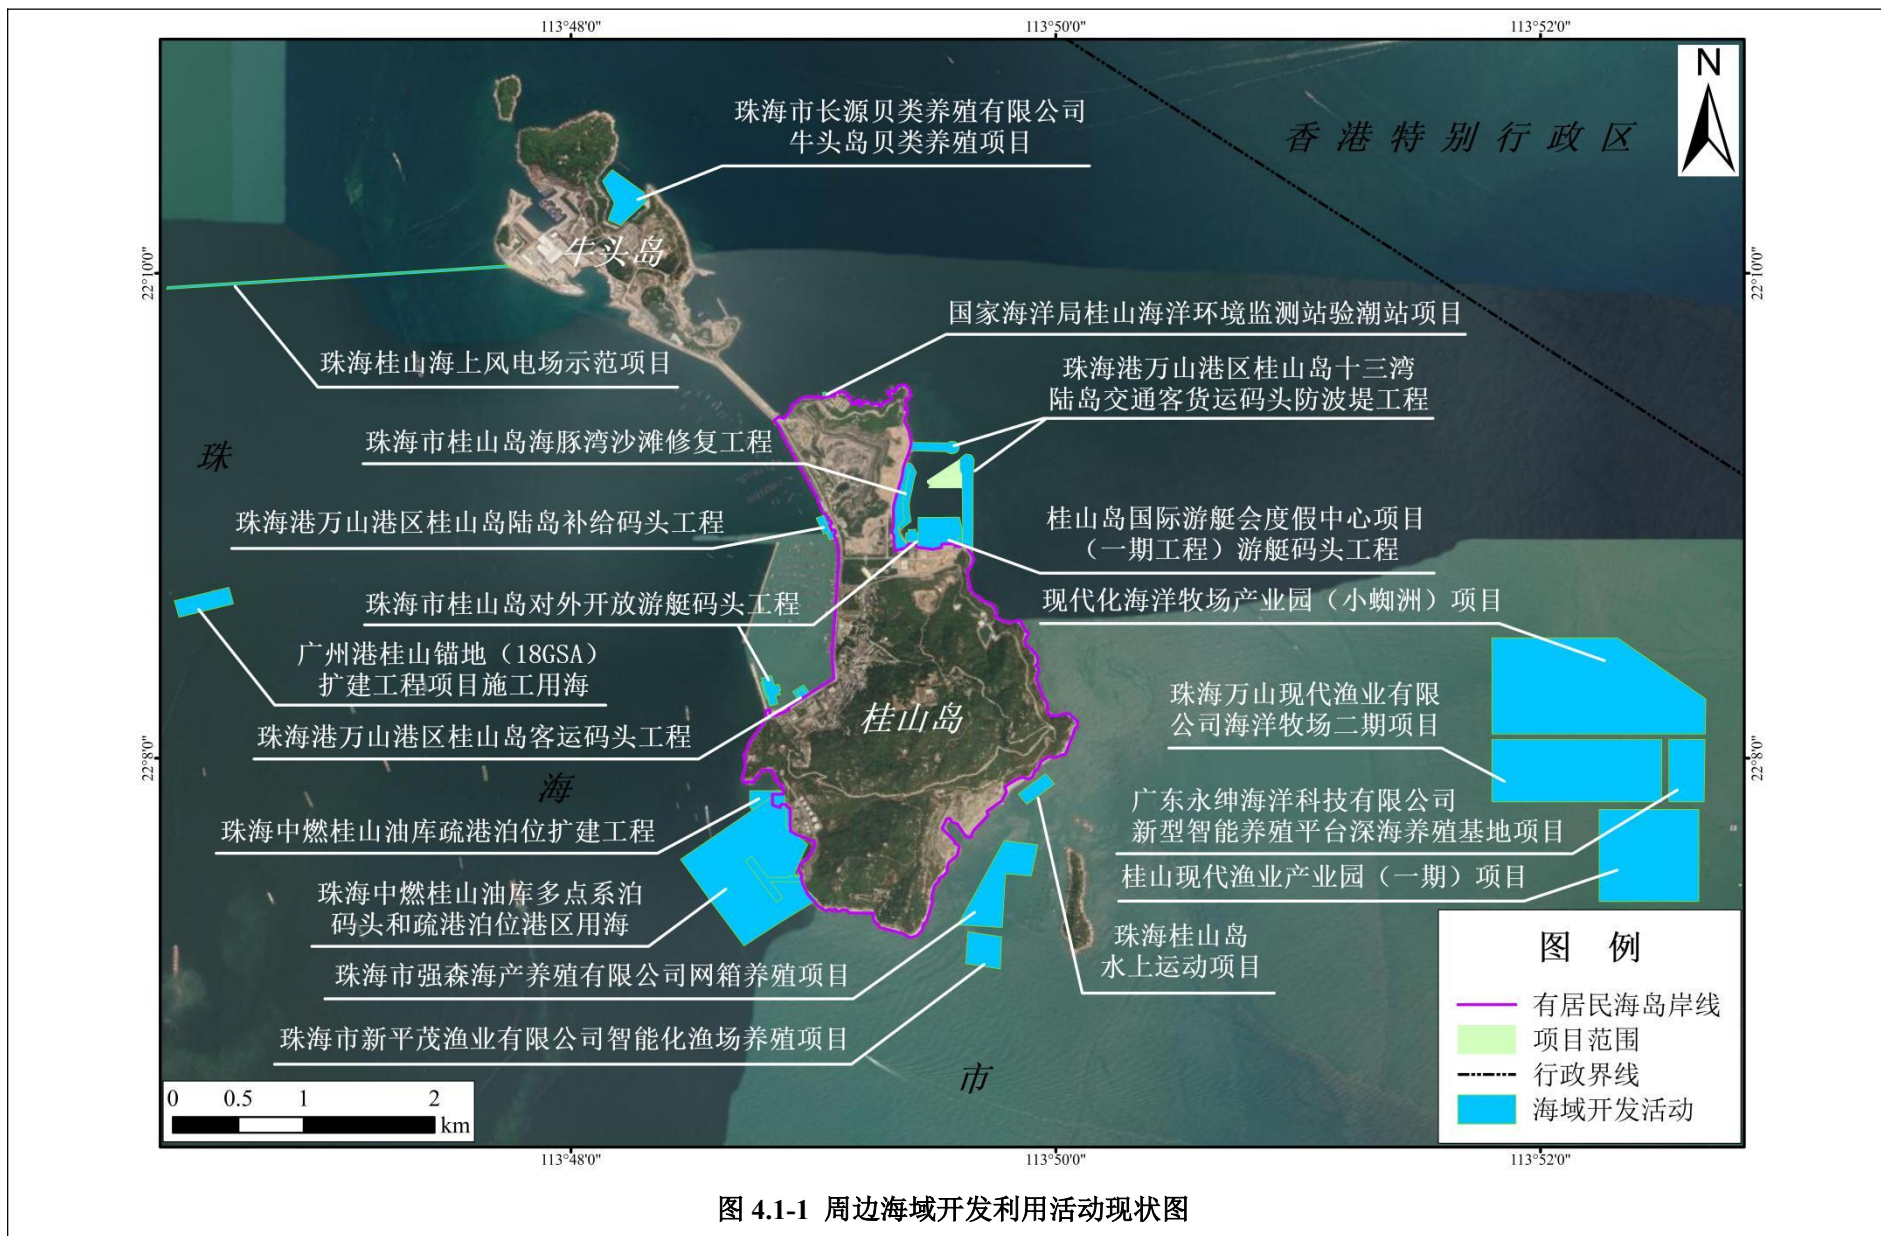 113°48'0"
113°50'0"
113°52'0"
N
珠海市长源贝类养殖有限公司
牛头岛贝类养殖项目
香港特别行政区
牛头岛
22°10'0"
22°10'0"
国家海洋局桂山海洋环境监测站验潮站项目
珠海桂山海上风电场示范项目
珠海港万山港区桂山岛十三湾
陆岛交通客货运码头防波堤工程
珠
珠海市桂山岛海豚湾沙滩修复工程
珠海港万山港区桂山岛陆岛补给码头工程
桂山岛国际游艇会度假中心项目
（一期工程）游艇码头工程
珠海市桂山岛对外开放游艇码头工程
现代化海洋牧场产业园（小蜘洲）项目
广州港桂山锚地（18GSA）
扩建工程项目施工用海
珠海万山现代渔业有限
公司海洋牧场二期项目
桂山岛
珠海港万山港区桂山岛客运码头工程
22°8'0"
22°8'0"
海
广东永绅海洋科技有限公司
新型智能养殖平台深海养殖基地项目
珠海中燃桂山油库疏港泊位扩建工程
桂山现代渔业产业园（一期）项目
珠海中燃桂山油库多点系泊
码头和疏港泊位港区用海
珠海桂山岛
水上运动项目
珠海市强森海产养殖有限公司网箱养殖项目
珠海市新平茂渔业有限公司智能化渔场养殖项目
市
图 例
有居民海岛岸线
项目范围
行政界线
海域开发活动
0 0.5 1 2
km
113°48'0"
113°50'0"
113°52'0"
图 4.1-1 周边海域开发利用活动现状图